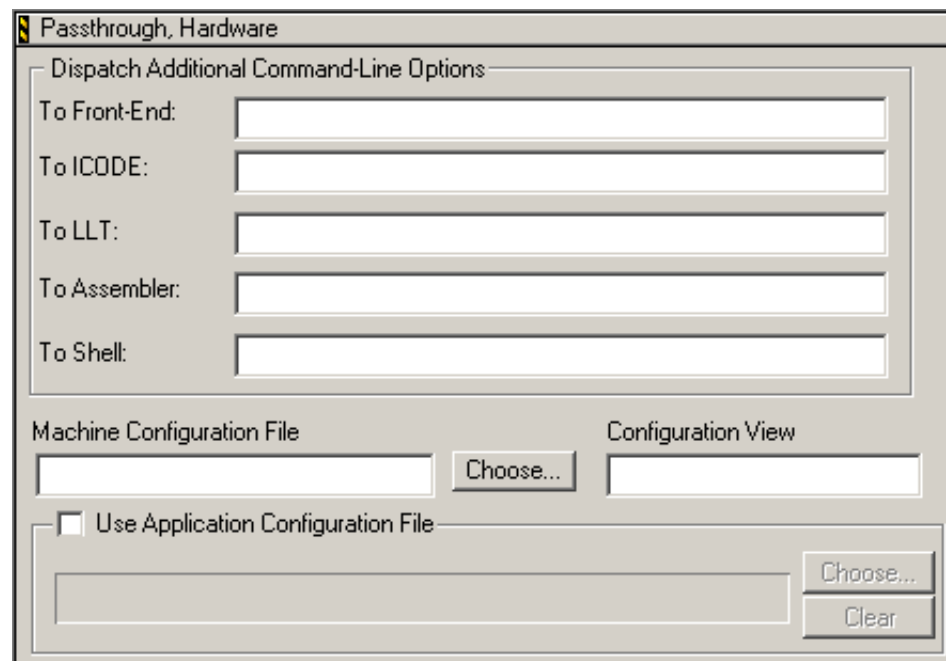 Passthrough, Hardware
Dispatch Additional Command-Line Options
To Front-End:
To ICODE:
To LLT:
To Assembler:
To Shell:
Machine Configuration File
Configuration View
Choose...
Use Application Configuration File
Choose...
Clear